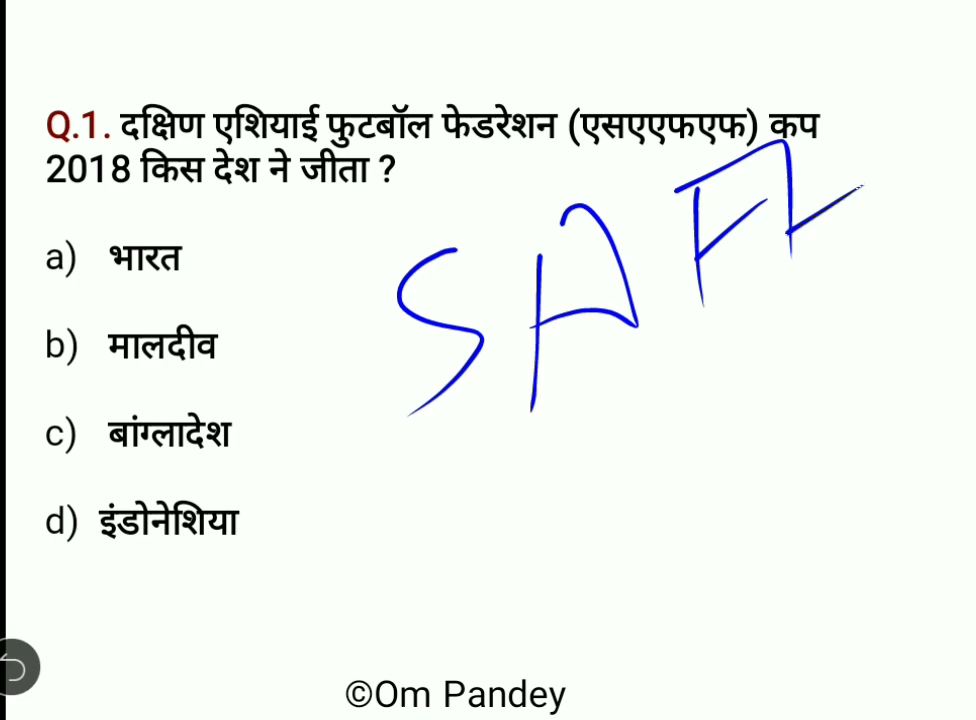 Q.1. दक्षिण एशियाई फुटबॉल फेडरेशन (एसएएफएफ) कप
2018 किस देश ने जीता ?
SAFF
a) भारत
b) मालदीव
c) बांग्लादेश
d) इंडोनेशिया
©Om Pandey